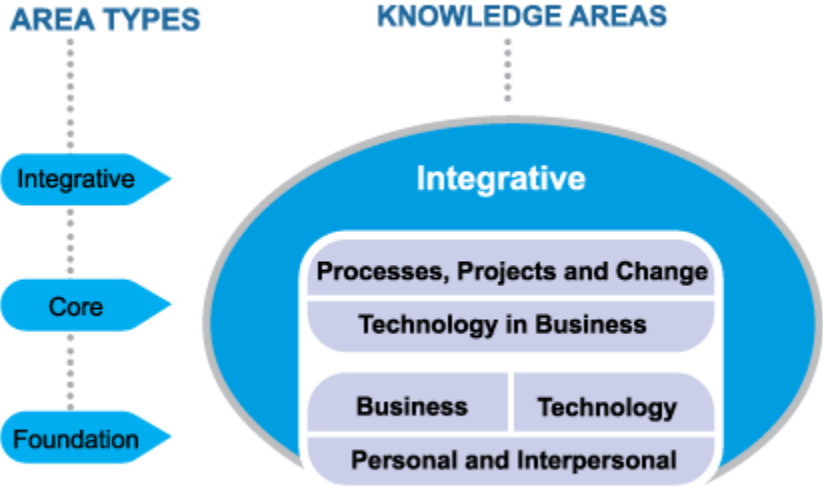 AREA TYPES
KNOWLEDGE AREAS
Integrative
Integrative
Processes, Projects and Change
Core
Technology in Business
Business
Technology
Foundation
Personal and Interpersonal